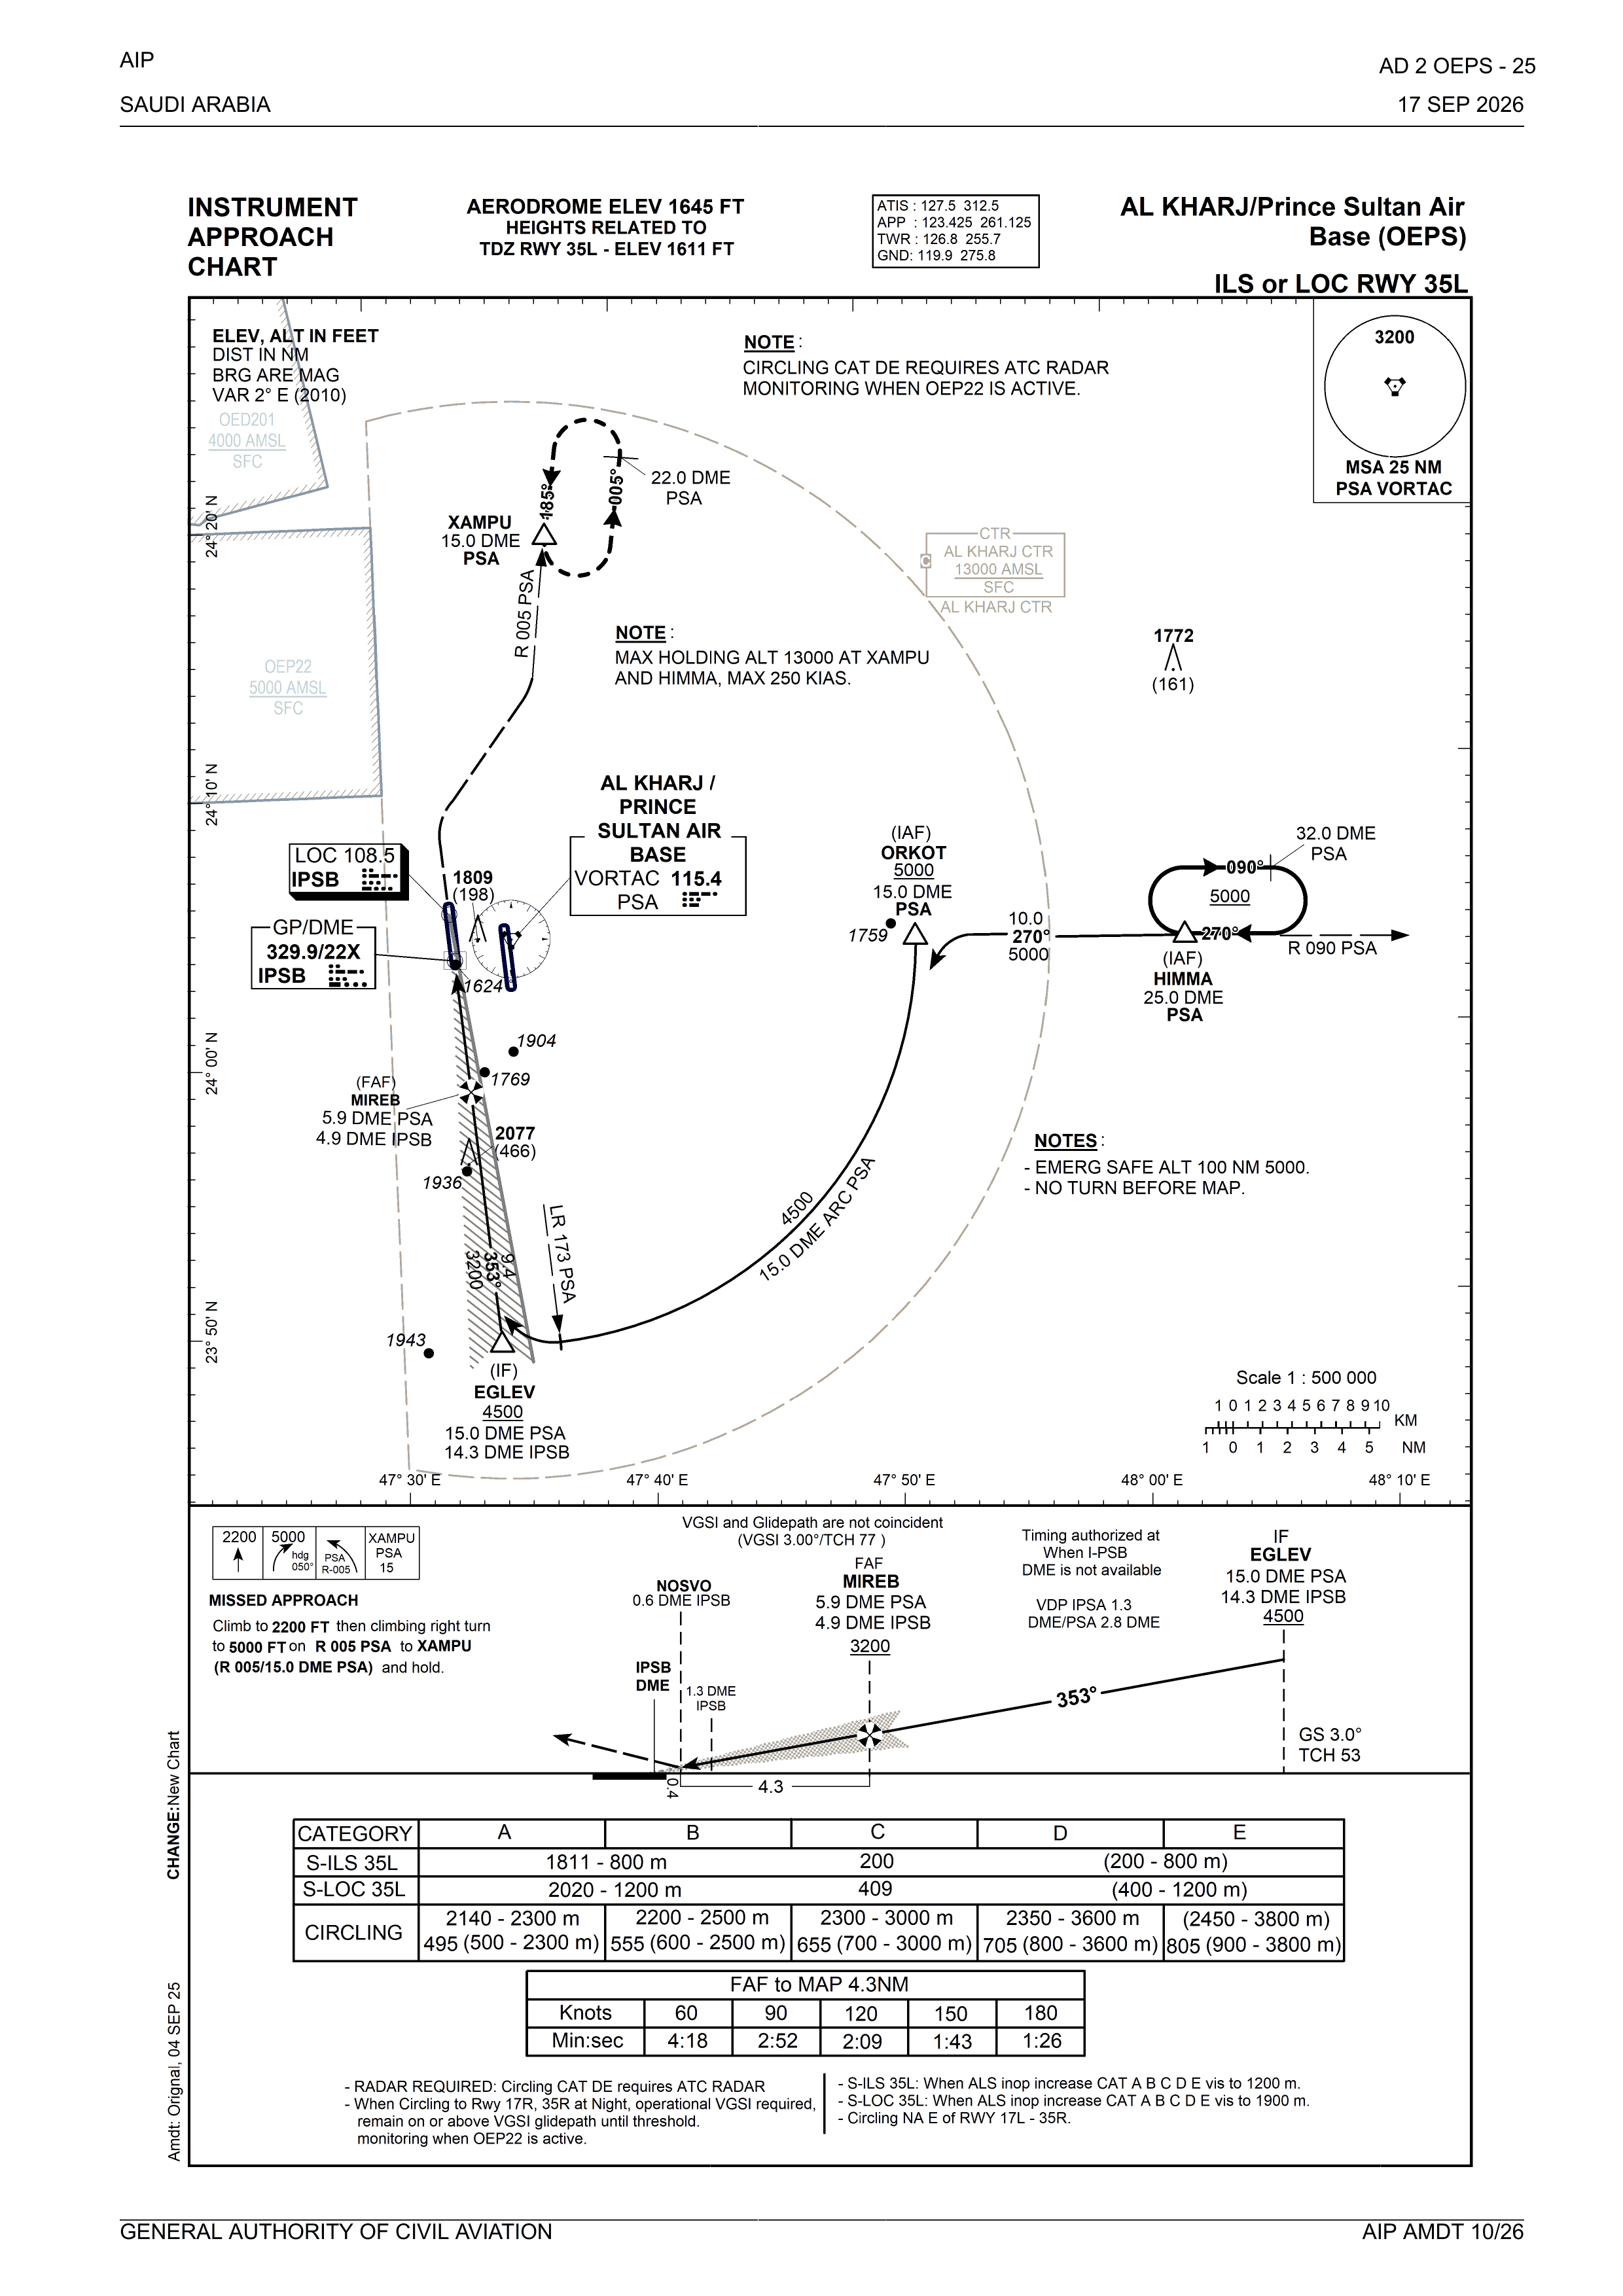 AIP
AD 2 OEPS - 25
SAUDI ARABIA
17 SEP 2026
INSTRUMENT
APPROACH
CHART
AERODROME ELEV 1645 FT
HEIGHTS RELATED TO
TDZ RWY 35L - ELEV 1611 FT
ATIS : 127.5 312.5
APP : 123.425 261.125
TWR : 126.8 255.7
GND: 119.9 275.8
AL KHARJ/Prince Sultan Air
Base (OEPS)
ILS or LOC RWY 35L
ELEV, ALT IN FEET
DIST IN NM
BRG ARE MAG
VAR 2° E (2010)
OED201
4000 AMSL
SFC
NOTE :
CIRCLING CAT DE REQUIRES ATC RADAR
MONITORING WHEN OEP22 IS ACTIVE.
3200
MSA 25 NM
PSA VORTAC
185°
005°
22.0 DME
PSA
XAMPU
15.0 DME
PSA
R 005 PSA
24° 20' N
CTR
C
AL KHARJ CTR
13000 AMSL
SFC
AL KHARJ CTR
NOTE :
MAX HOLDING ALT 13000 AT XAMPU
AND HIMMA, MAX 250 KIAS.
1772
(161)
OEP22
5000 AMSL
SFC
24° 10' N
AL KHARJ /
PRINCE
SULTAN AIR
BASE
VORTAC 115.4
PSA
LOC 108.5
IPSB
1809
(198)
GP/DME
329.9/22X
IPSB
1624
(IAF)
ORKOT
5000
15.0 DME
PSA
1759
10.0
270°
5000
32.0 DME
PSA
090°
5000
270°
R 090 PSA
(IAF)
HIMMA
25.0 DME
PSA
24° 00' N
1904
1769
(FAF)
MIREB
5.9 DME PSA
4.9 DME IPSB
2077
(466)
1936
NOTES :
- EMERG SAFE ALT 100 NM 5000.
- NO TURN BEFORE MAP.
4500
15.0 DME ARC PSA
LR 173 PSA
9.4
353°
3200
23° 50' N
1943
(IF)
EGLEV
4500
15.0 DME PSA
14.3 DME IPSB
Scale 1 : 500 000
1 0 1 2 3 4 5 6 7 8 9 10
KM
1 0 1 2 3 4 5 NM
47° 30' E
47° 40' E
47° 50' E
48° 00' E
48° 10' E
2200
5000
hdg
050°
PSA
R-005
XAMPU
PSA
15
MISSED APPROACH
Climb to 2200 FT then climbing right turn
to 5000 FT on R 005 PSA to XAMPU
(R 005/15.0 DME PSA) and hold.
VGSI and Glidepath are not coincident
(VGSI 3.00°/TCH 77 )
Timing authorized at
When I-PSB
DME is not available
VDP IPSA 1.3
DME/PSA 2.8 DME
NOSVO
0.6 DME IPSB
FAF
MIREB
5.9 DME PSA
4.9 DME IPSB
3200
IF
EGLEV
15.0 DME PSA
14.3 DME IPSB
4500
IPSB
DME
1.3 DME
IPSB
353°
GS 3.0°
TCH 53
0.4
4.3
CATEGORY A B C D E
S-ILS 35L 1811 - 800 m 200 (200 - 800 m)
S-LOC 35L 2020 - 1200 m 409 (400 - 1200 m)
CIRCLING
2140 - 2300 m 2200 - 2500 m 2300 - 3000 m 2350 - 3600 m (2450 - 3800 m)
495 (500 - 2300 m) 555 (600 - 2500 m) 655 (700 - 3000 m) 705 (800 - 3600 m) 805 (900 - 3800 m)
FAF to MAP 4.3NM
Knots 60 90 120 150 180
Min:sec 4:18 2:52 2:09 1:43 1:26
- RADAR REQUIRED: Circling CAT DE requires ATC RADAR
- When Circling to Rwy 17R, 35R at Night, operational VGSI required,
remain on or above VGSI glidepath until threshold.
monitoring when OEP22 is active.
- S-ILS 35L: When ALS inop increase CAT A B C D E vis to 1200 m.
- S-LOC 35L: When ALS inop increase CAT A B C D E vis to 1900 m.
- Circling NA E of RWY 17L - 35R.
CHANGE:New Chart
Amdt: Orignal, 04 SEP 25
GENERAL AUTHORITY OF CIVIL AVIATION
AIP AMDT 10/26